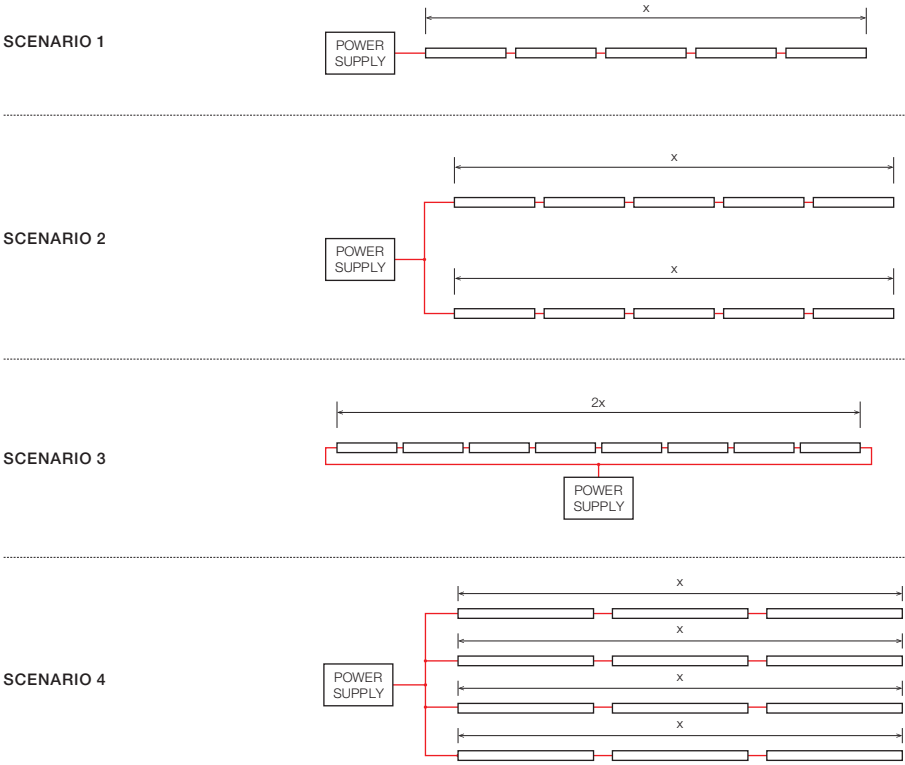 x
SCENARIO 1
POWER
SUPPLY
x
SCENARIO 2
POWER
SUPPLY
x
2x
SCENARIO 3
POWER
SUPPLY
x
x
SCENARIO 4
POWER
SUPPLY
x
x